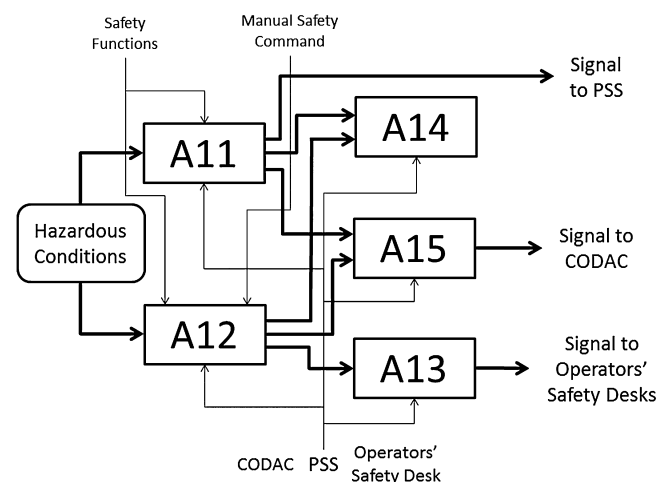 Safety
Functions
Manual Safety
Command
Signal
to PSS
A11
A14
Hazardous
Conditions
A15
Signal to
CODAC
A12
A13
Signal to
Operators’
Safety Desks
CODAC PSS Operators’
Safety Desk